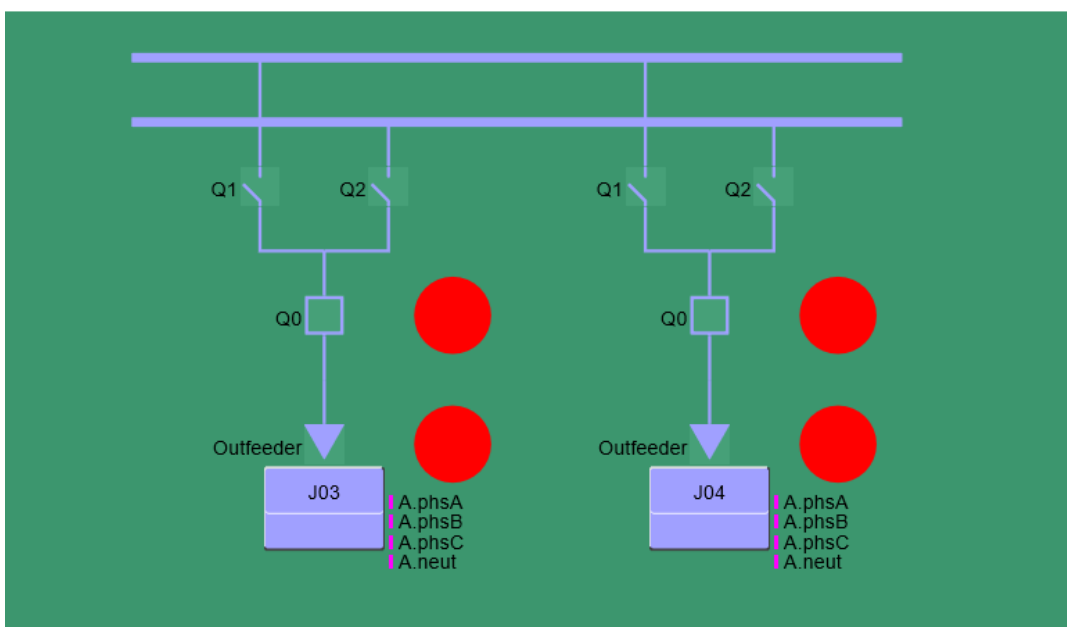 Q1 Q2 Q1 Q2
Q0 Q0
Outfeeder Outfeeder
J03 J04
A.phsA A.phsA
A.phsB A.phsB
A.phsC A.phsC
A.neut A.neut